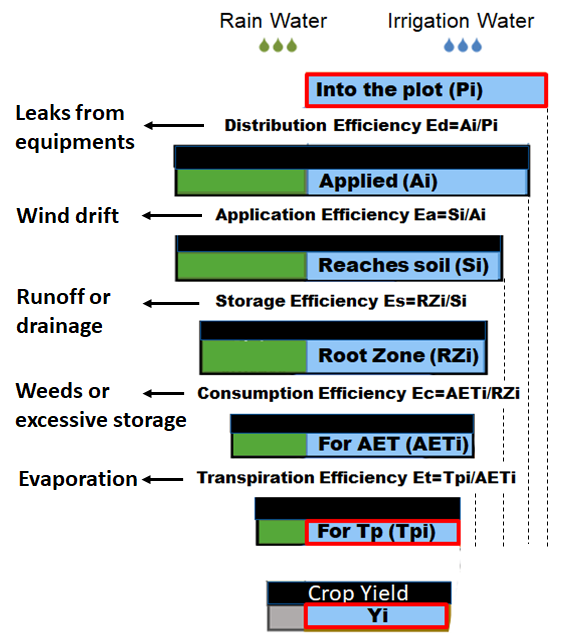 Rain Water
Irrigation Water
Into the plot (Pi)
Leaks from
equipments
Distribution Efficiency Ed=Ai/Pi
Applied (Ai)
Wind drift
Application Efficiency Ea=Si/Ai
Reaches soil (Si)
Runoff or
drainage
Storage Efficiency Es=RZi/Si
Root Zone (RZi)
Weeds or
excessive storage
Consumption Efficiency Ec=AETi/RZi
For AET (AETi)
Evaporation
Transpiration Efficiency Et=Tpi/AETi
For Tp (Tpi)
Crop Yield
Yi